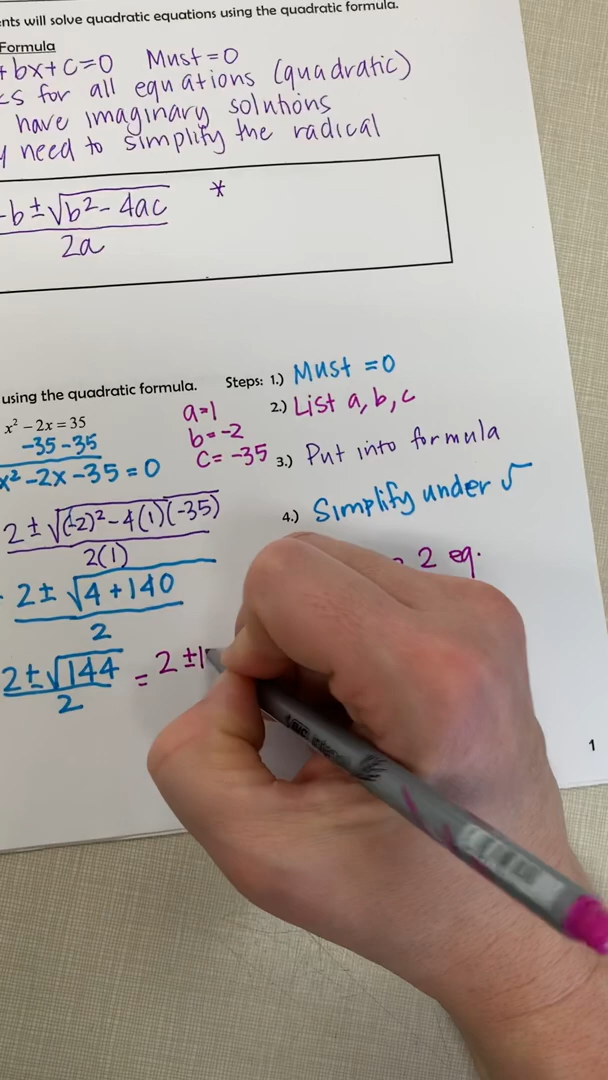 nts will solve quadratic equations using the quadratic formula.
Formula
+bx+c=0 Must=0
ks for all equations (quadratic)
have imaginary solutions
y need to simplify the radical
-b±√b²-4ac *
2a
using the quadratic formula. Steps: 1.) Must =0
x² - 2x = 35 a=1 2.) List a, b, c
-35 -35 b=-2
x²-2x-35=0 c= -35 3.) Put into formula
2 ± √(-2)²-4(1)(-35) 4.) Simplify under √
2(1) 2 eq.
2± √4+140
2
2±√144 = 2 ±1
2
1